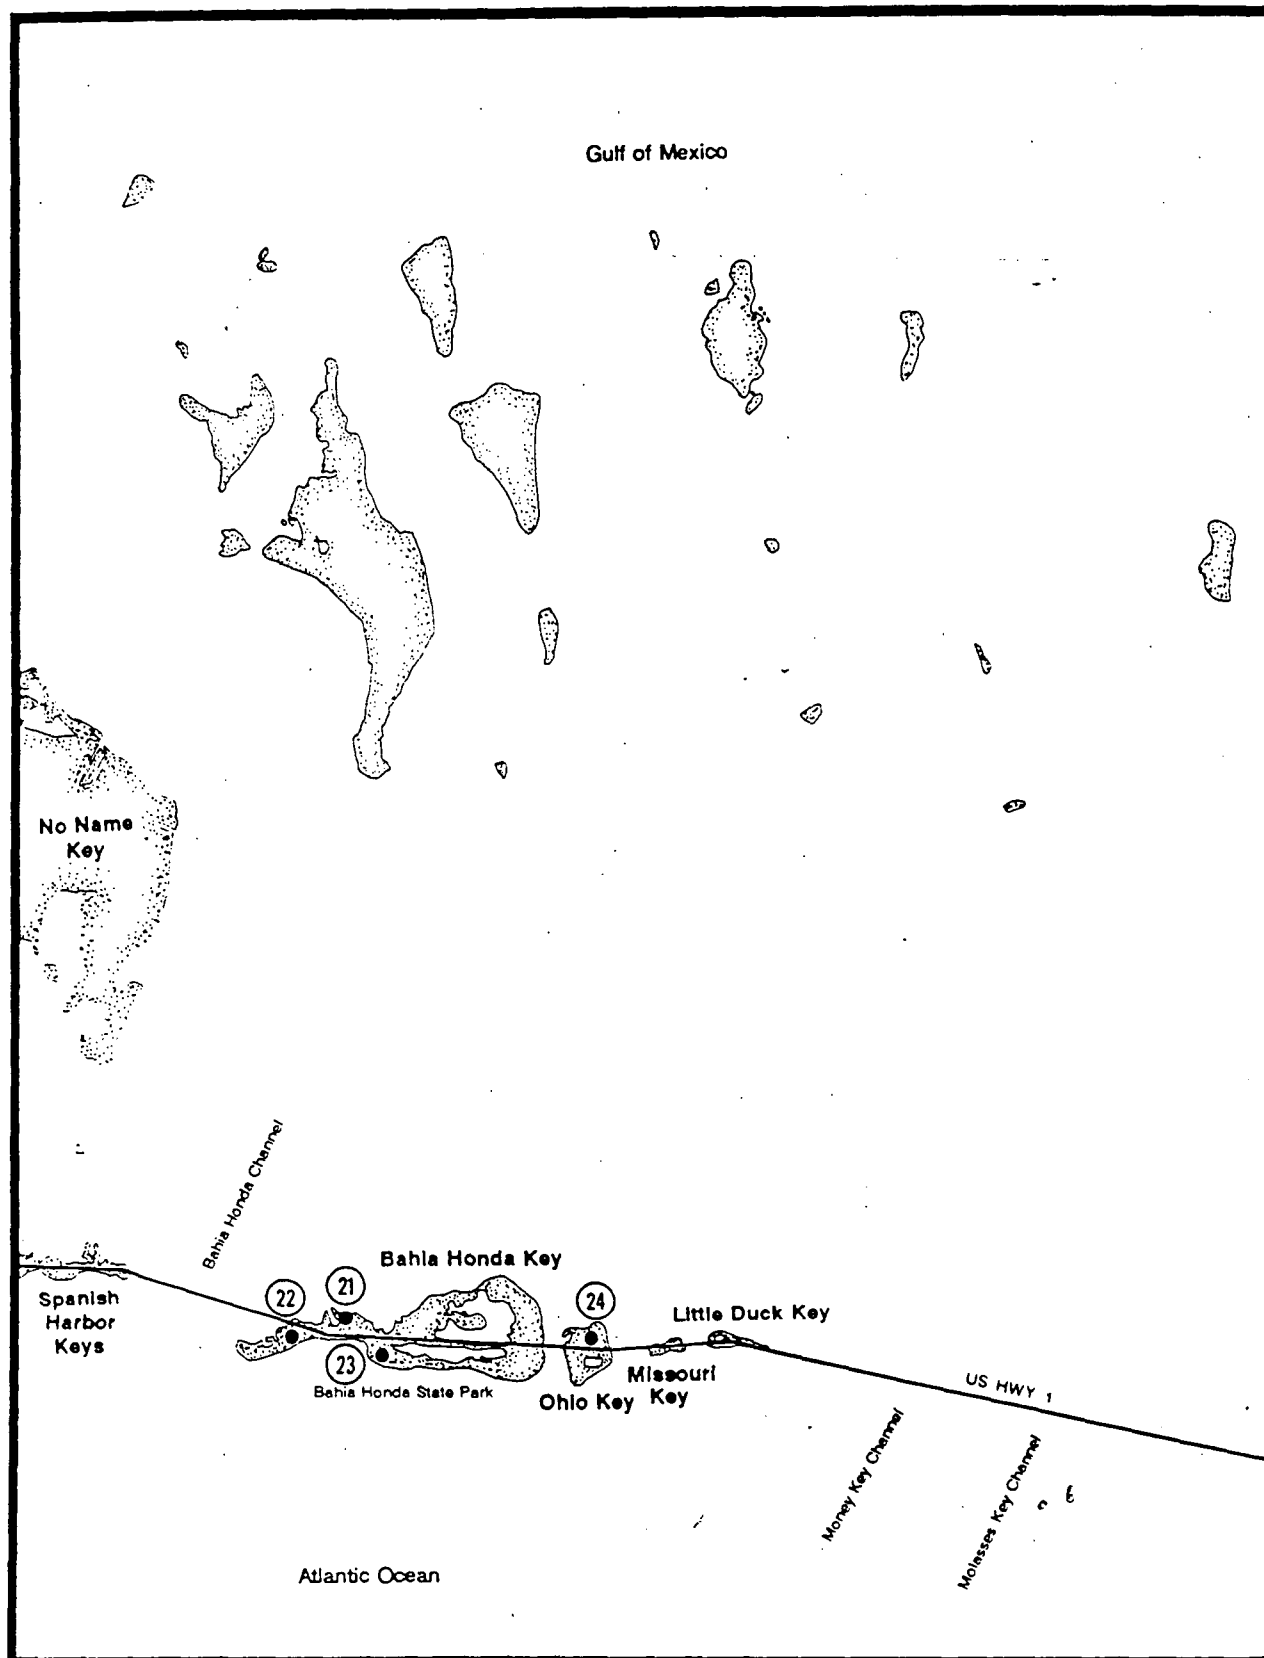 Gulf of Mexico
No Name
Key
Bahia Honda Channel
Bahia Honda Key
21
22
24
Spanish
Harbor
Keys
Little Duck Key
23
Bahia Honda State Park
Missouri
Key
Ohio Key
US HWY 1
Money Key Channel
Molasses Key Channel
Atlantic Ocean